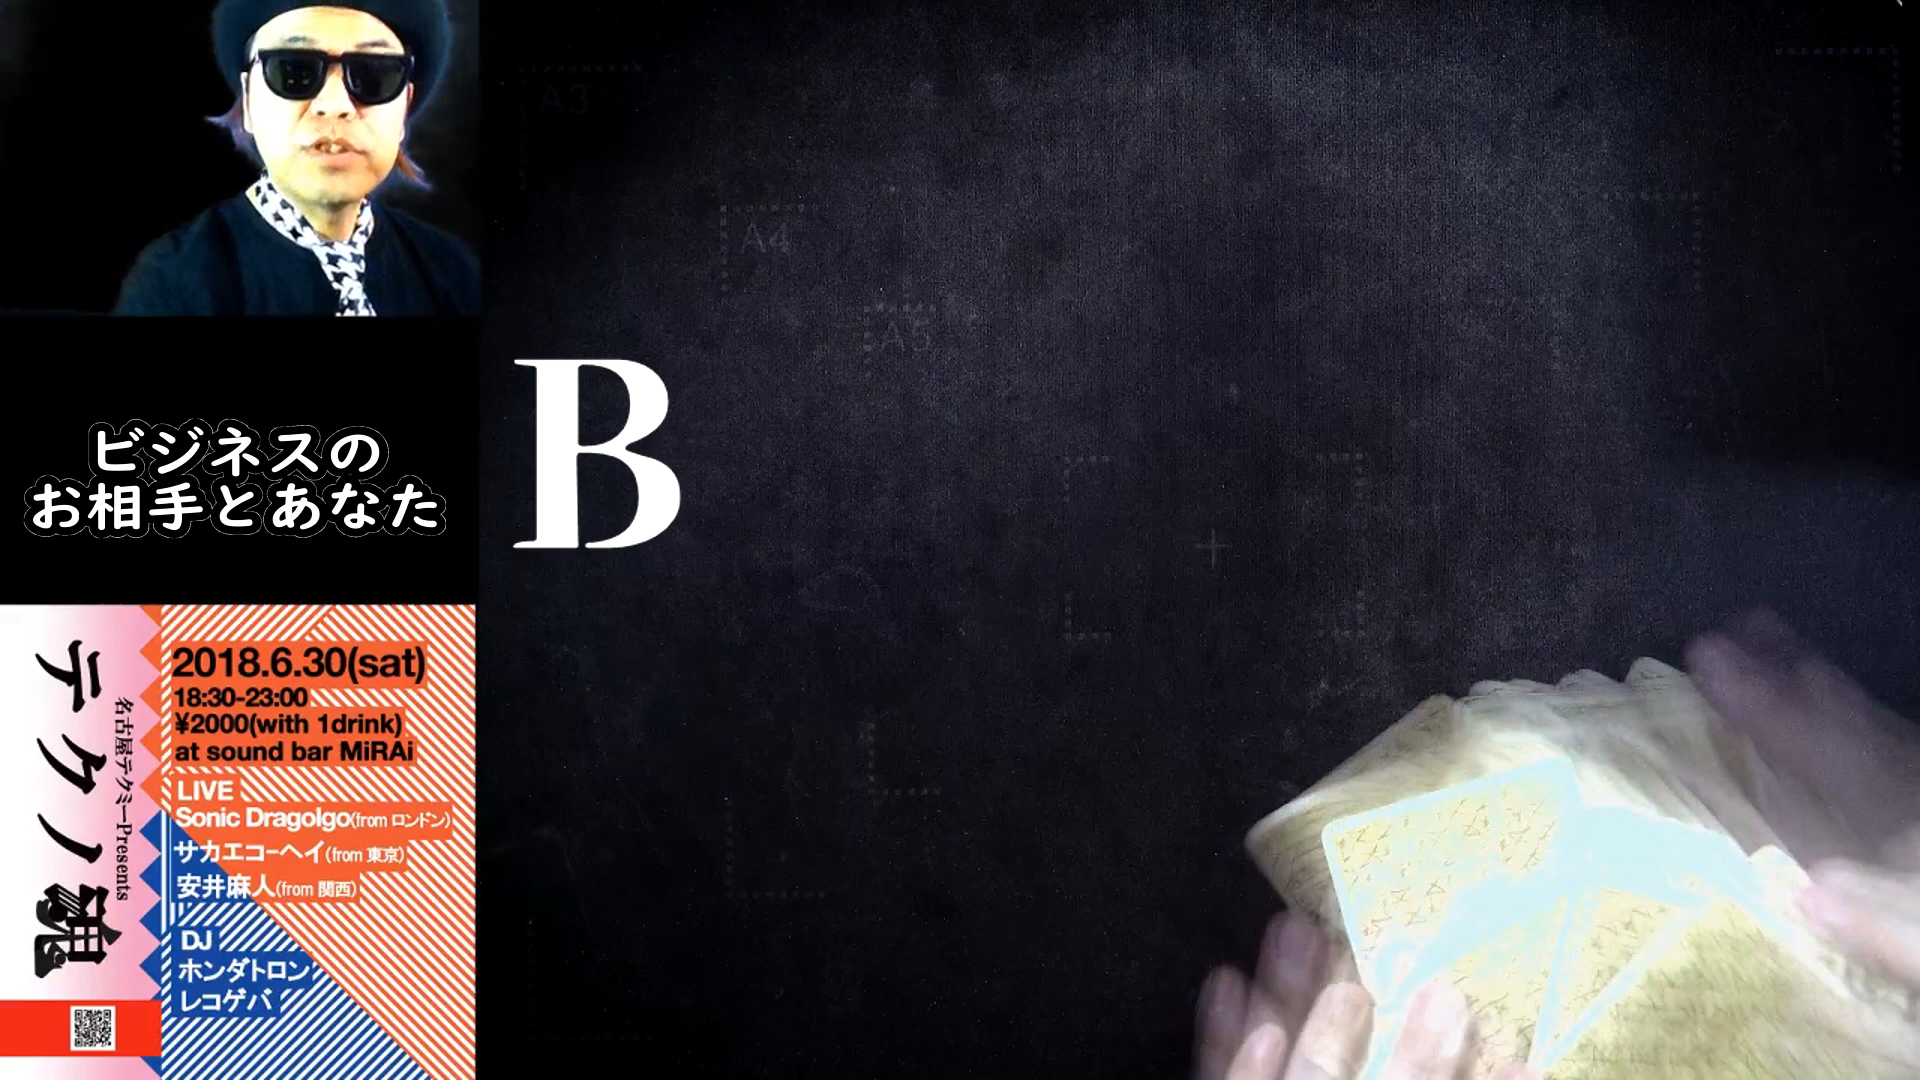 A3
A4
A5
B
ビジネスの
お相手とあなた
テクノ魂
名古屋テクミーPresents
2018.6.30(sat)
18:30-23:00
¥2000(with 1drink)
at sound bar MiRAi
LIVE
Sonic Dragolgo(from ロンドン)
サカエコーヘイ(from 東京)
安井麻人(from 関西)
DJ
ホンダトロン
レコゲバ